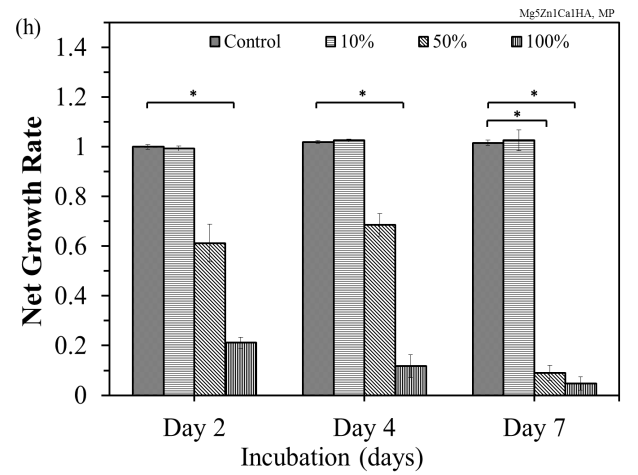 Mg5Zn1Ca1HA, MP
(h)
Control 10% 50% 100%
1.4
1.2
1
0.8
0.6
0.4
0.2
0
Net Growth Rate
* * * *
Day 2 Day 4 Day 7
Incubation (days)